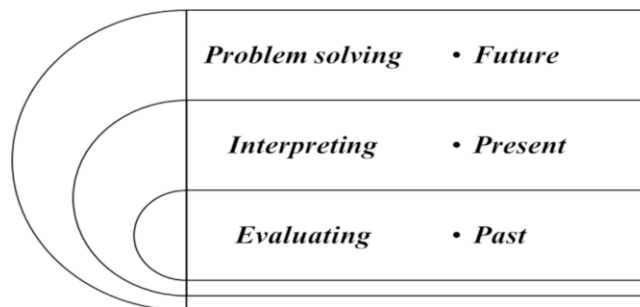 Problem solving • Future
Interpreting • Present
Evaluating • Past